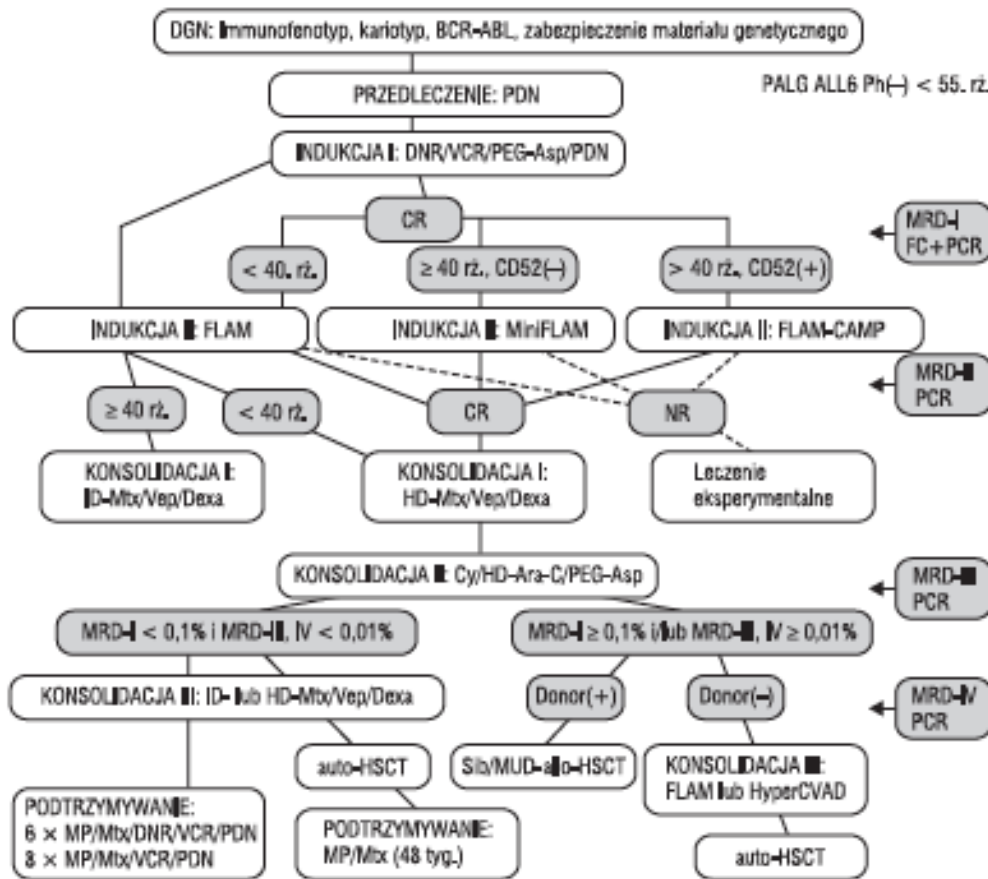 DGN: Immunofenotyp, kariotyp, BCR-ABL, zabezpieczenie materiału genetycznego
PALG ALL6 Ph(–) < 55. rż.
PRZEDLECZENIE: PDN
INDUKCJA I: DNR/VCR/PEG-Asp/PDN
CR
MRD-I
FC+PCR
< 40. rż.
≥ 40 rż., CD52(–)
> 40 rż., CD52(+)
INDUKCJA II: FLAM
INDUKCJA II: MiniFLAM
INDUKCJA II: FLAM-CAMP
MRD-II
PCR
≥ 40 rż.
< 40 rż.
CR
NR
KONSOLIDACJA I:
ID-Mtx/Vep/Dexa
KONSOLIDACJA I:
HD-Mtx/Vep/Dexa
Leczenie
eksperymentalne
KONSOLIDACJA II: Cy/HD-Ara-C/PEG-Asp
MRD-III
PCR
MRD-I < 0,1% i MRD-III, IV < 0,01%
MRD-I ≥ 0,1% i/lub MRD-III, IV ≥ 0,01%
KONSOLIDACJA III: ID- lub HD-Mtx/Vep/Dexa
Donor(+)
Donor(–)
MRD-IV
PCR
auto-HSCT
Sib/MUD-allo-HSCT
KONSOLIDACJA III:
FLAM lub HyperCVAD
PODTRZYMYWANIE:
6 × MP/Mtx/DNR/VCR/PDN
8 × MP/Mtx/VCR/PDN
PODTRZYMYWANIE:
MP/Mtx (48 tyg.)
auto-HSCT